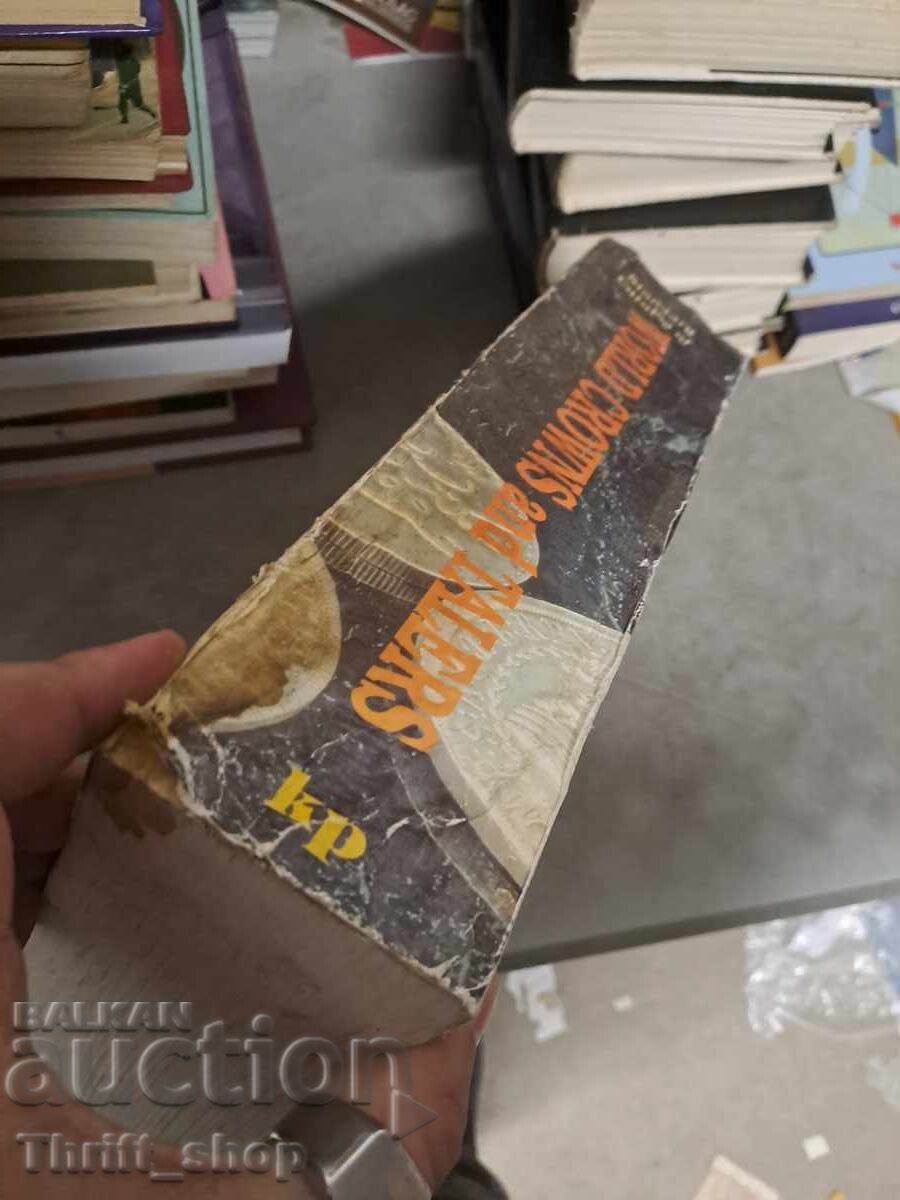 WORLD CROWNS
and TALERS
kp
BALKAN
auction
Thrift_shop